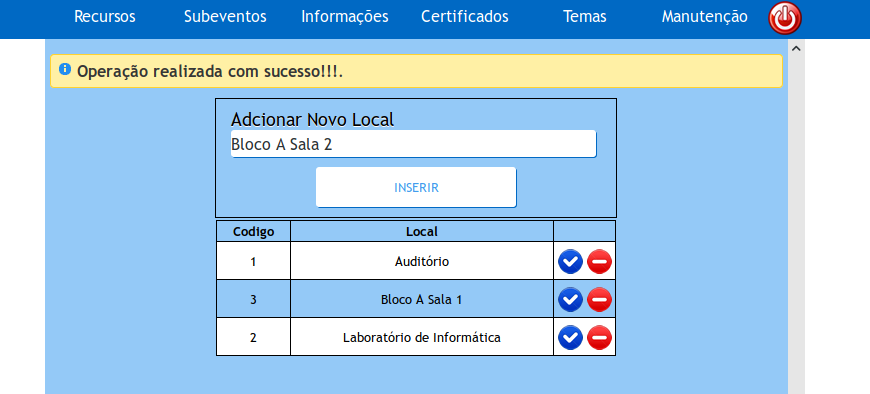 Recursos Subeventos Informações Certificados Temas Manutenção
Operação realizada com sucesso!!!.
Adcionar Novo Local
Bloco A Sala 2
INSERIR
Codigo Local
1 Auditório
3 Bloco A Sala 1
2 Laboratório de Informática